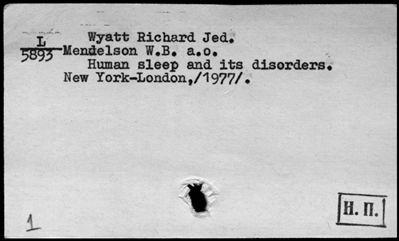 L
5893
Wyatt Richard Jed.
Mendelson W.B. a.o.
Human sleep and its disorders.
New York-London,/1977/.
1
Н. П.